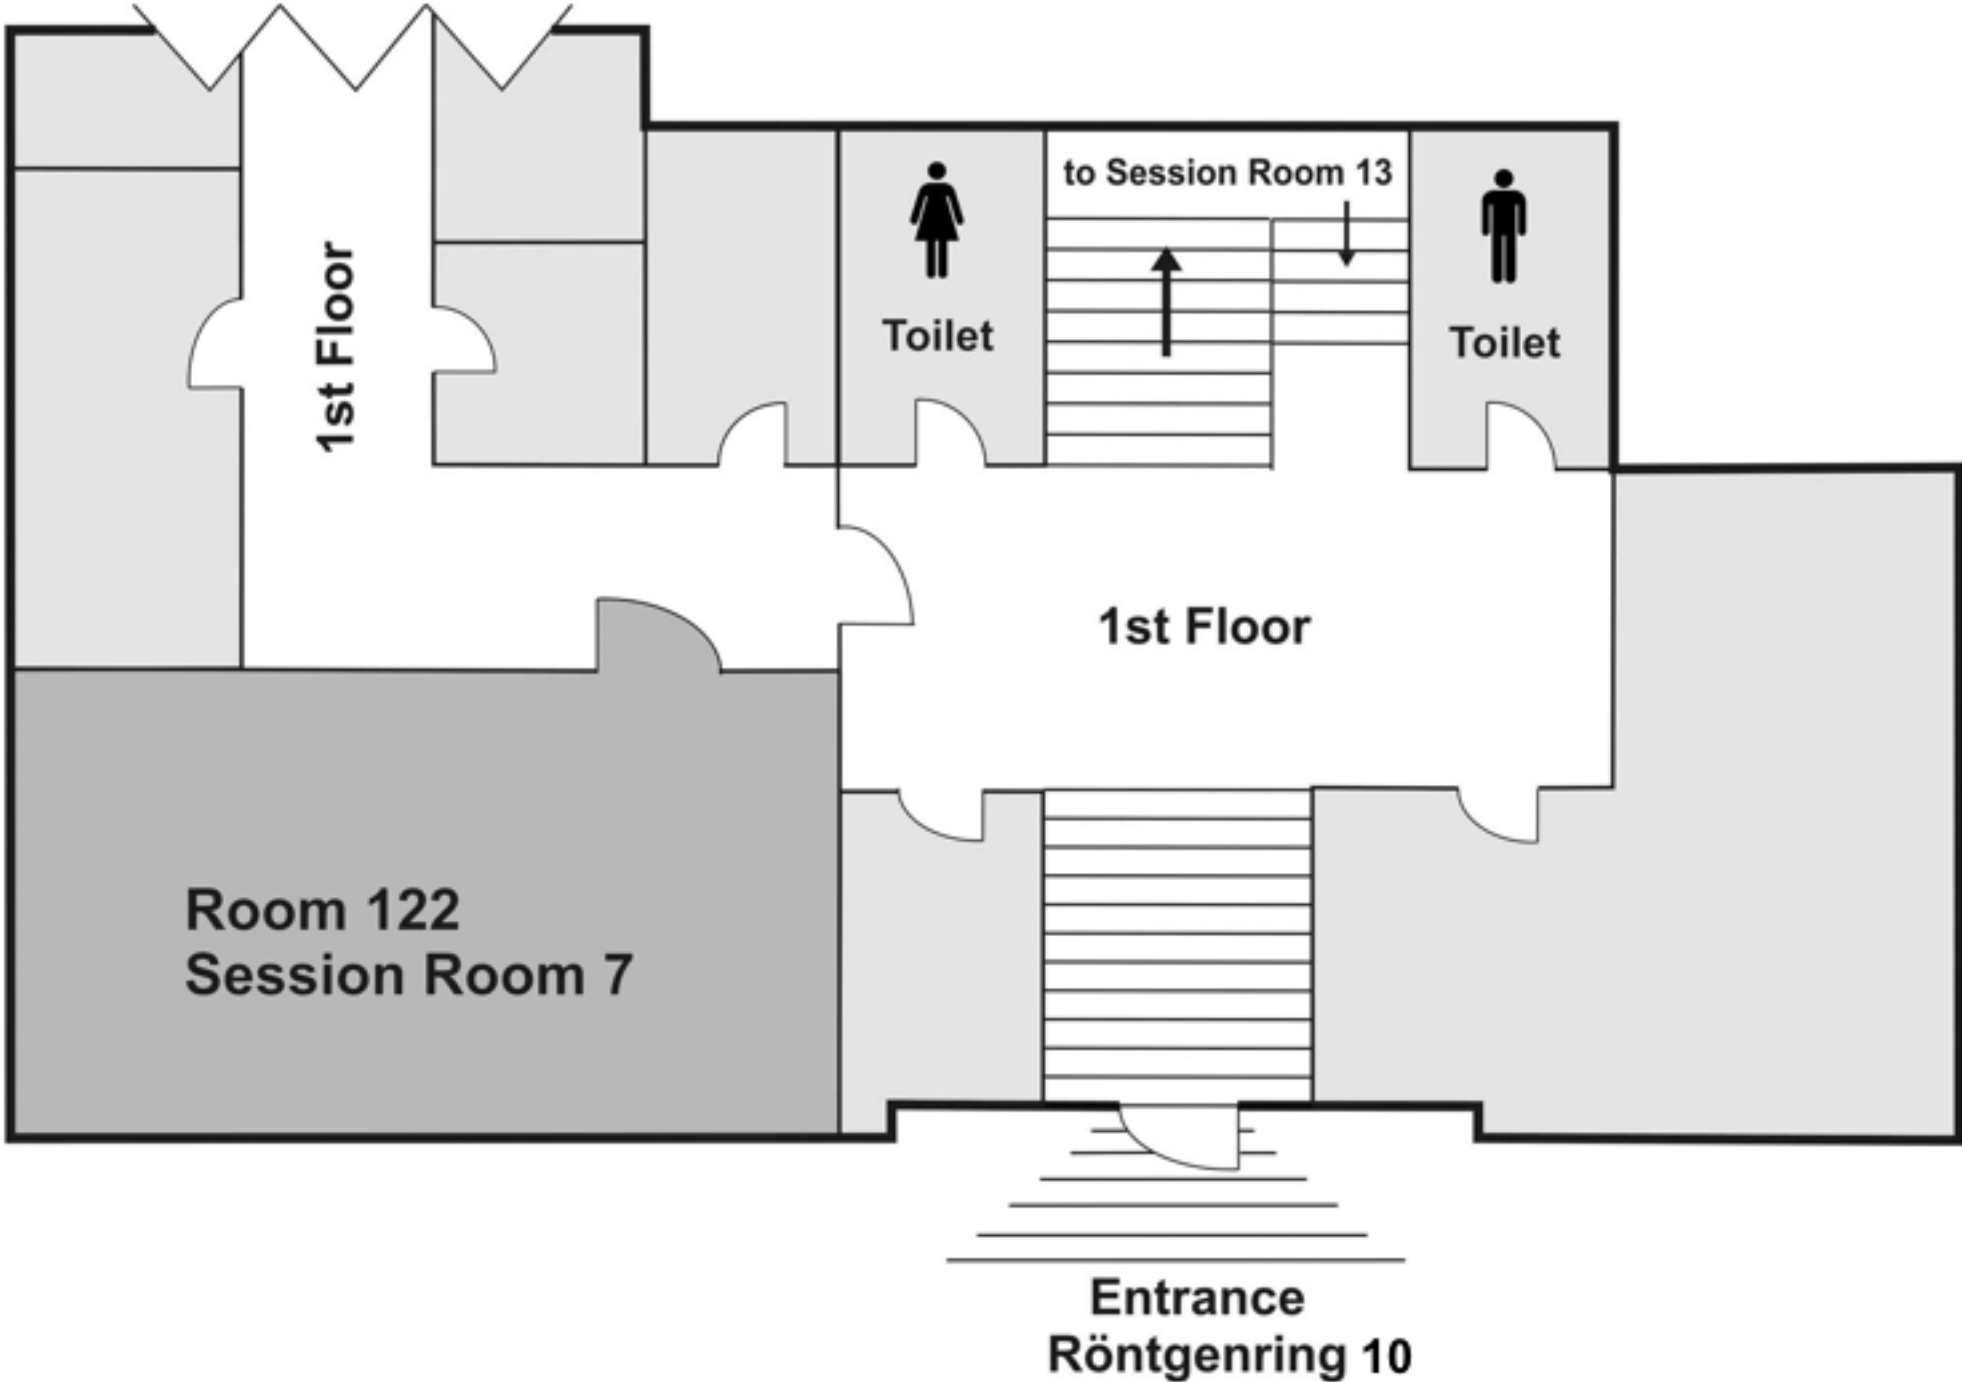 to Session Room 13
1st Floor
Toilet
Toilet
1st Floor
Room 122
Session Room 7
Entrance
Röntgenring 10